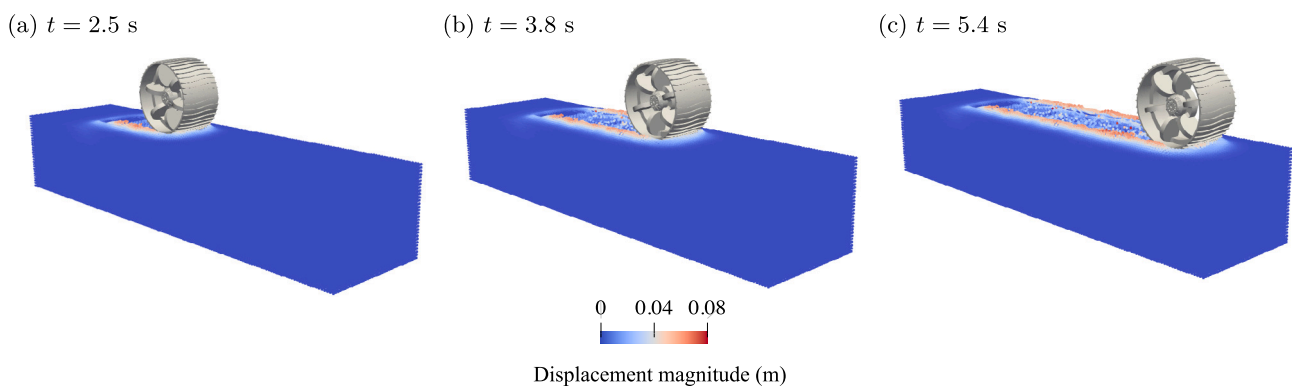 (a) t = 2.5 s
(b) t = 3.8 s
(c) t = 5.4 s
0 0.04 0.08
Displacement magnitude (m)